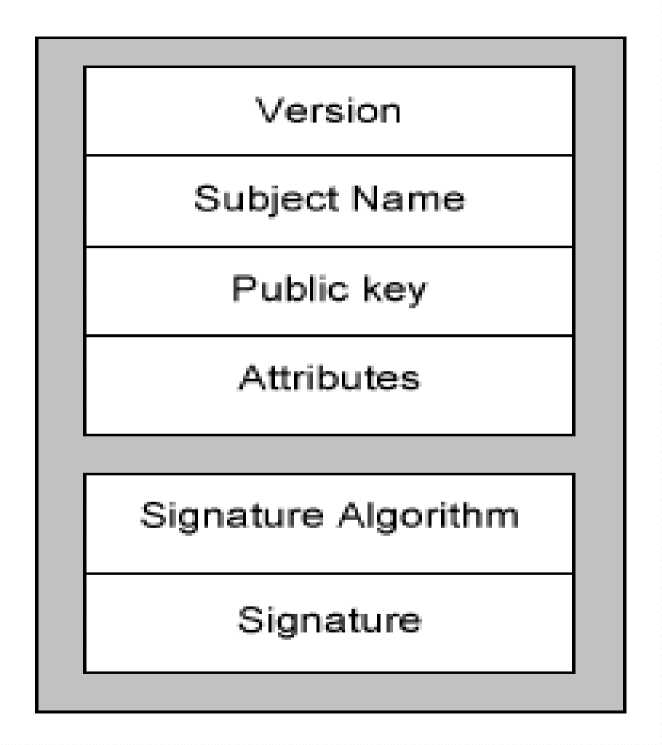 Version
Subject Name
Public key
Attributes
Signature Algorithm
Signature